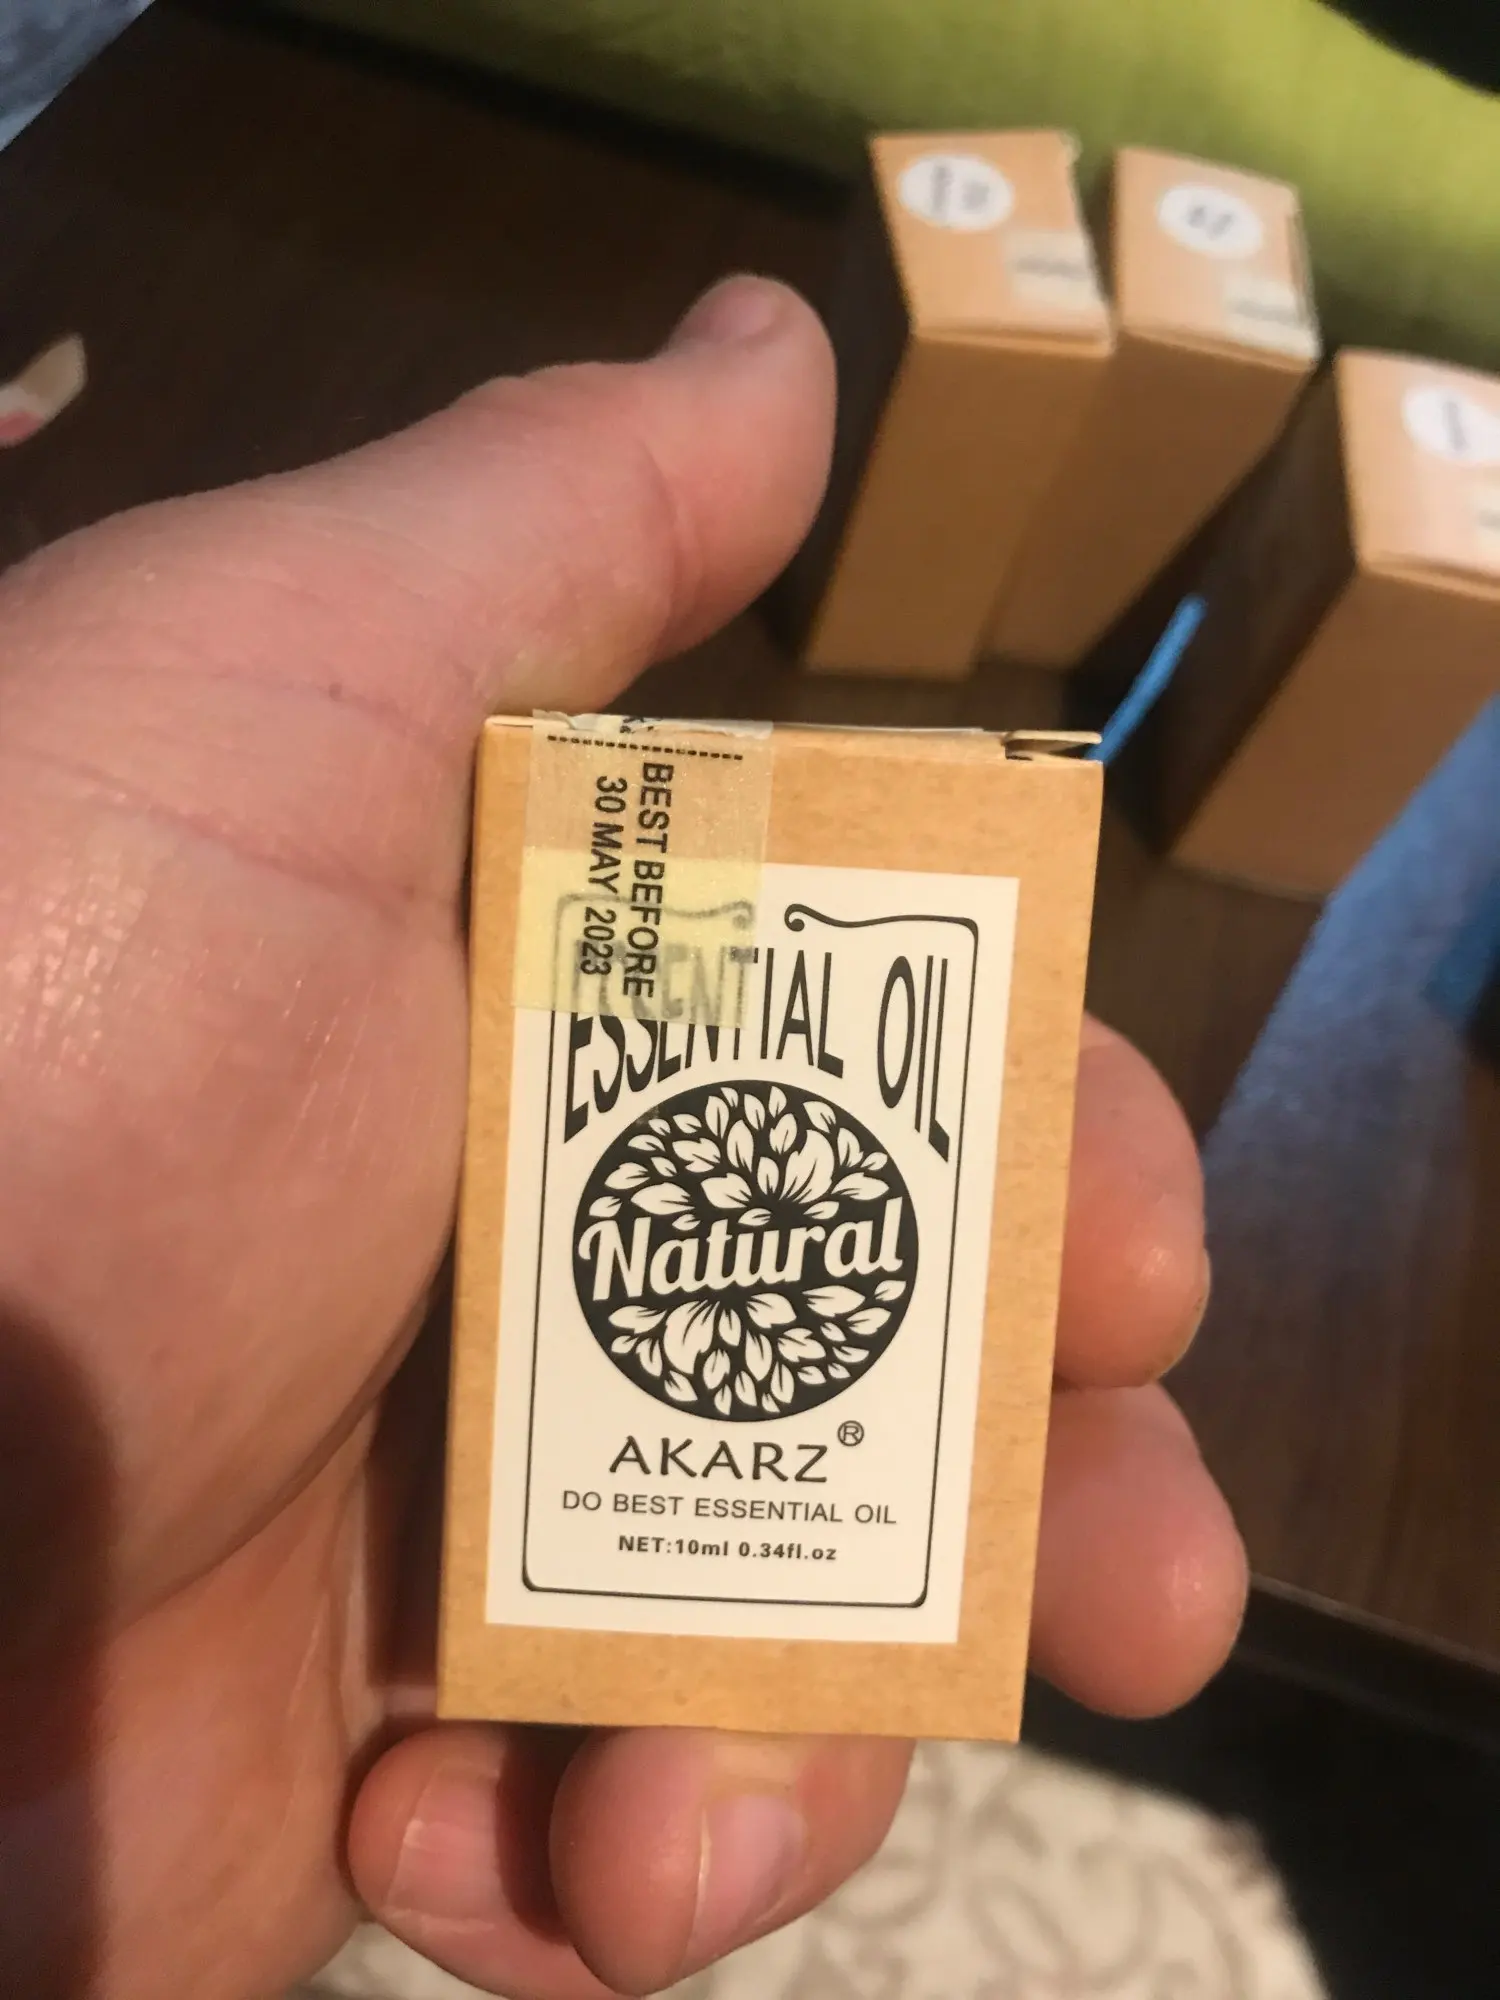 BEST BEFORE
30 MAY 2023
ESSENTIAL OIL
Natural
AKARZ®
DO BEST ESSENTIAL OIL
NET:10ml 0.34fl.oz